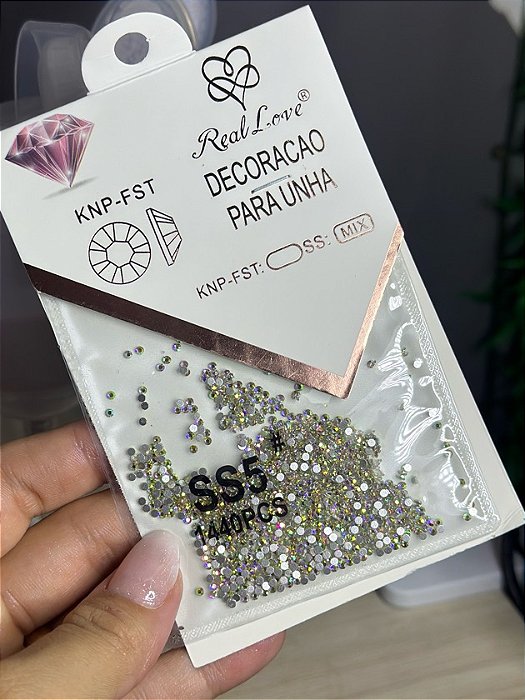 Real Love®
DECORACAO
PARA UNHA
KNP-FST
KNP-FST: SS: MIX
SS5#
1440PCS